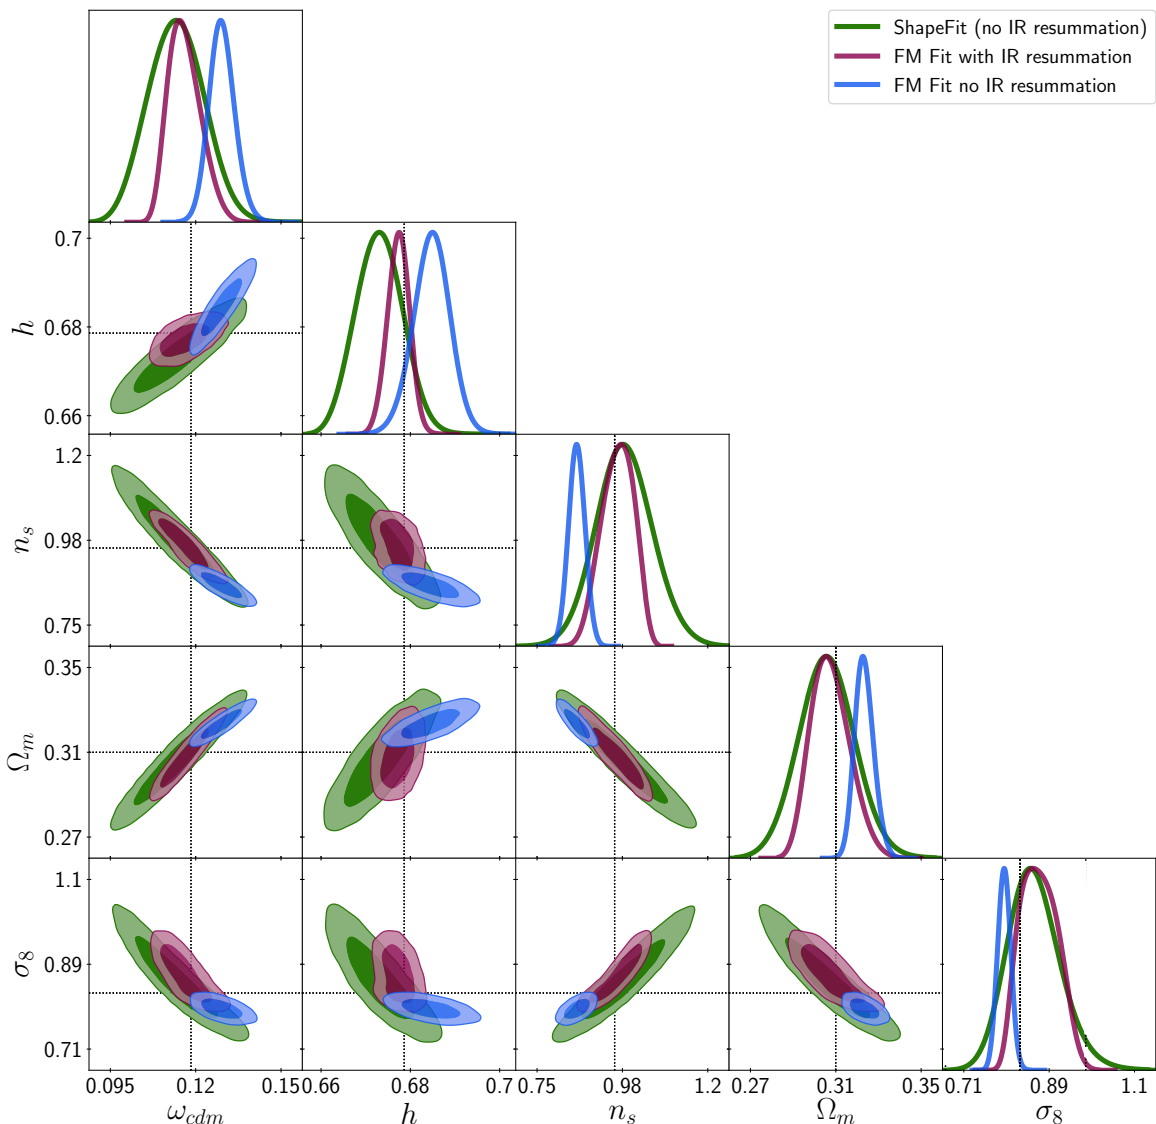 ShapeFit (no IR resummation)
FM Fit with IR resummation
FM Fit no IR resummation
0.7
0.68
0.66
h
1.2
0.98
0.75
n_s
0.35
0.31
0.27
Ω_m
1.1
0.89
0.71
σ_8
0.095 0.12 0.15 0.66 0.68 0.7 0.75 0.98 1.2 0.27 0.31 0.35 0.71 0.89 1.1
ω_{cdm} h n_s Ω_m σ_8